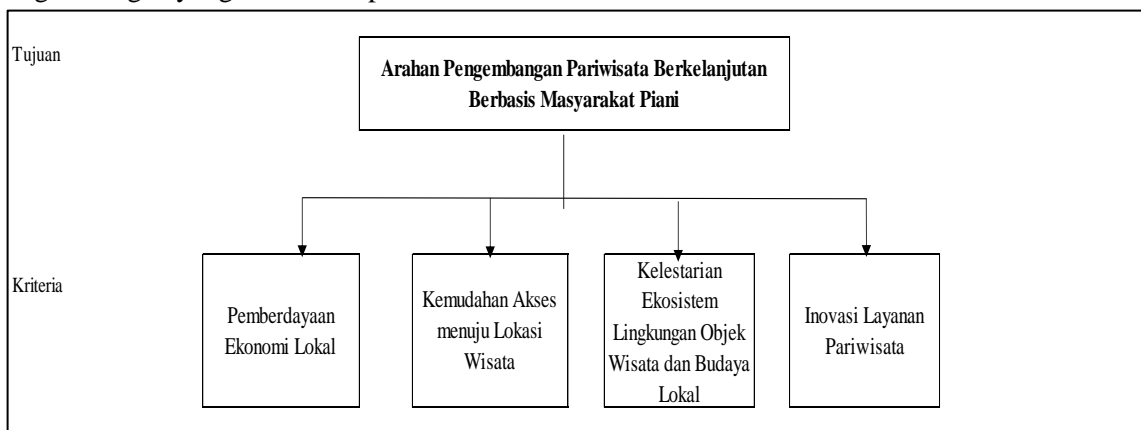 Tujuan
Arahan Pengembangan Pariwisata Berkelanjutan
Berbasis Masyarakat Piani
Kriteria
Pemberdayaan
Ekonomi Lokal
Kemudahan Akses
menuju Lokasi
Wisata
Kelestarian
Ekosistem
Lingkungan Objek
Wisata dan Budaya
Lokal
Inovasi Layanan
Pariwisata